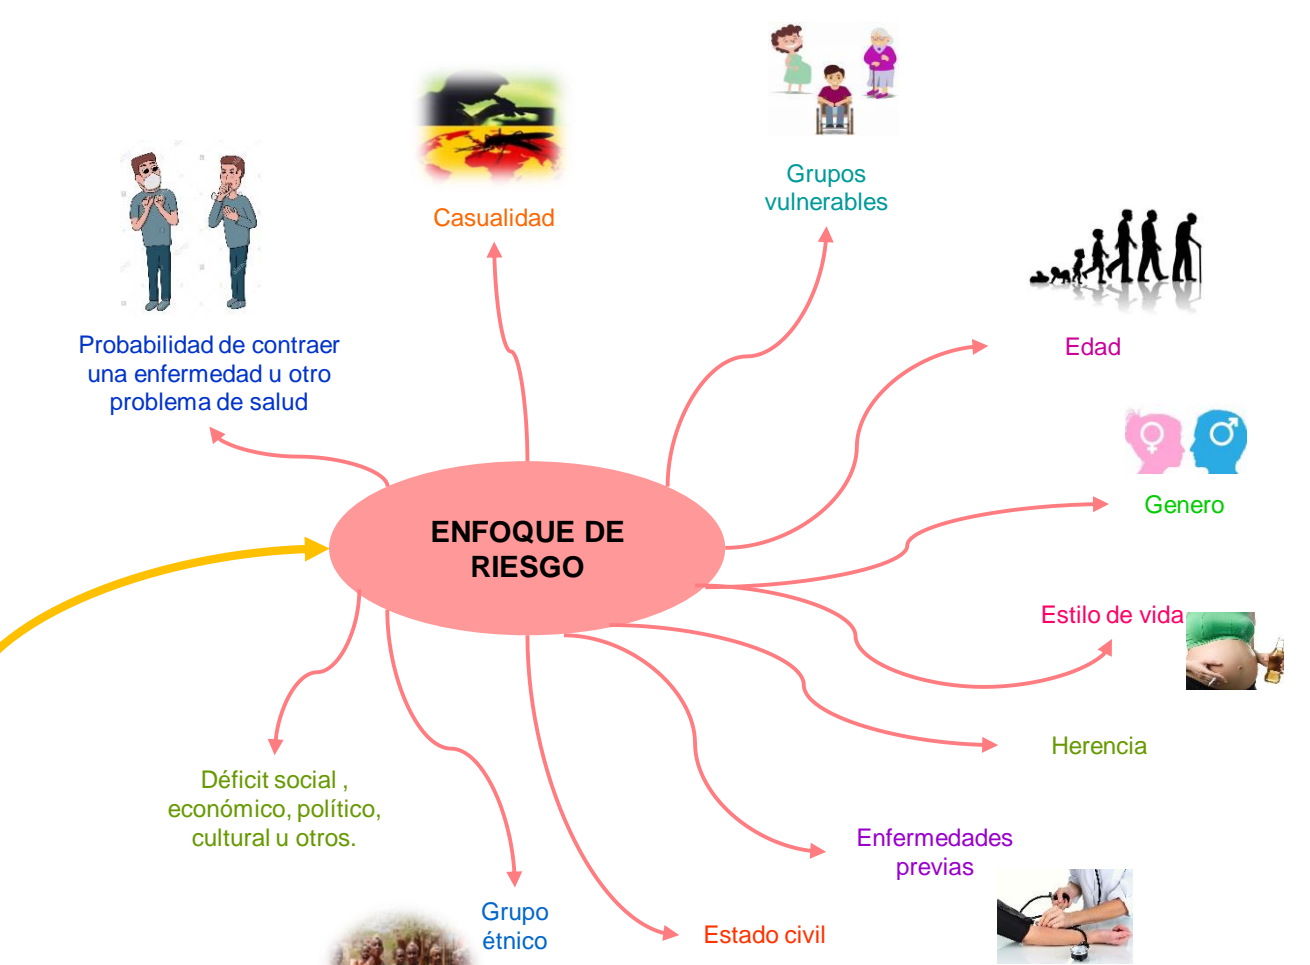 Grupos
vulnerables
Casualidad
Probabilidad de contraer
una enfermedad u otro
problema de salud
Edad
Genero
ENFOQUE DE
RIESGO
Estilo de vida
Herencia
Déficit social ,
económico, político,
cultural u otros.
Enfermedades
previas
Grupo
étnico
Estado civil